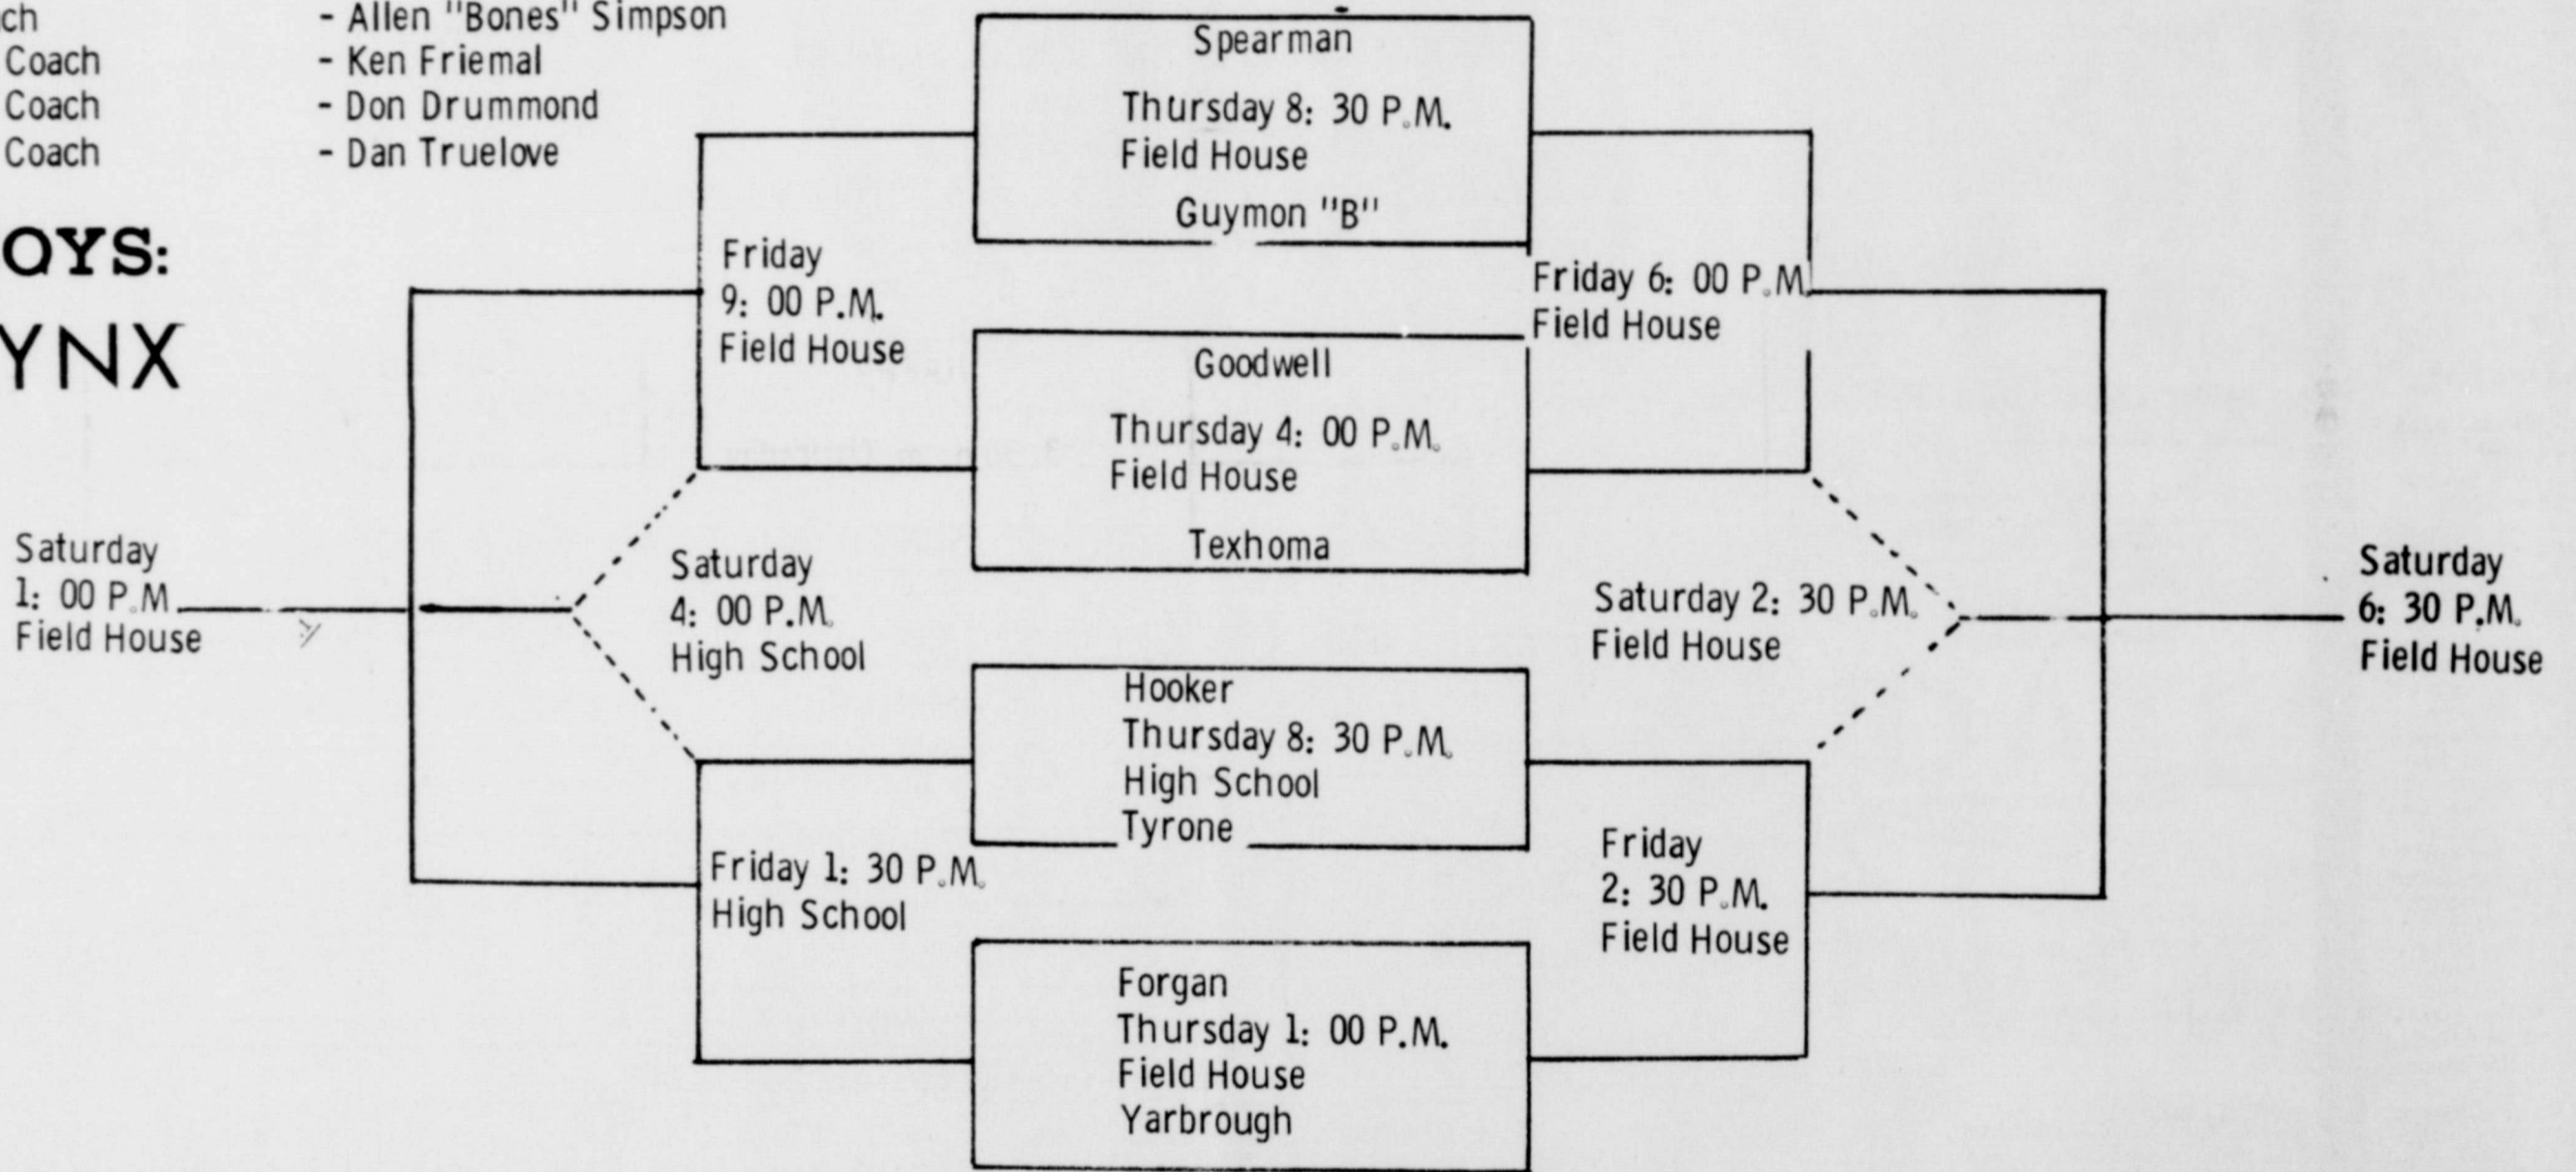 ch - Allen "Bones" Simpson
Coach - Ken Friemal
Coach - Don Drummond
Coach - Dan Truelove
OYS:
YNX
Spearman
Thursday 8: 30 P.M.
Field House
Guymon "B"
Friday
9: 00 P.M.
Field House
Friday 6: 00 P.M.
Field House
Goodwell
Thursday 4: 00 P.M.
Field House
Texhoma
Saturday
1: 00 P.M.
Field House
Saturday
4: 00 P.M.
High School
Saturday 2: 30 P.M.
Field House
Saturday
6: 30 P.M.
Field House
Hooker
Thursday 8: 30 P.M.
High School
Tyrone
Friday 1: 30 P.M.
High School
Friday
2: 30 P.M.
Field House
Forgan
Thursday 1: 00 P.M.
Field House
Yarbrough